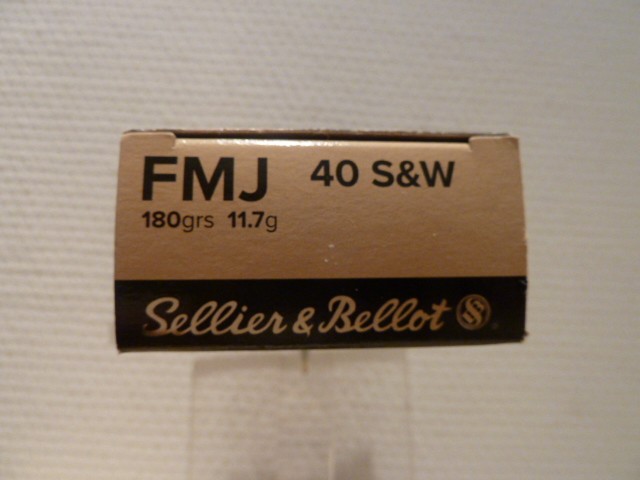 FMJ 40 S&W
180grs 11.7g
Sellier & Bellot